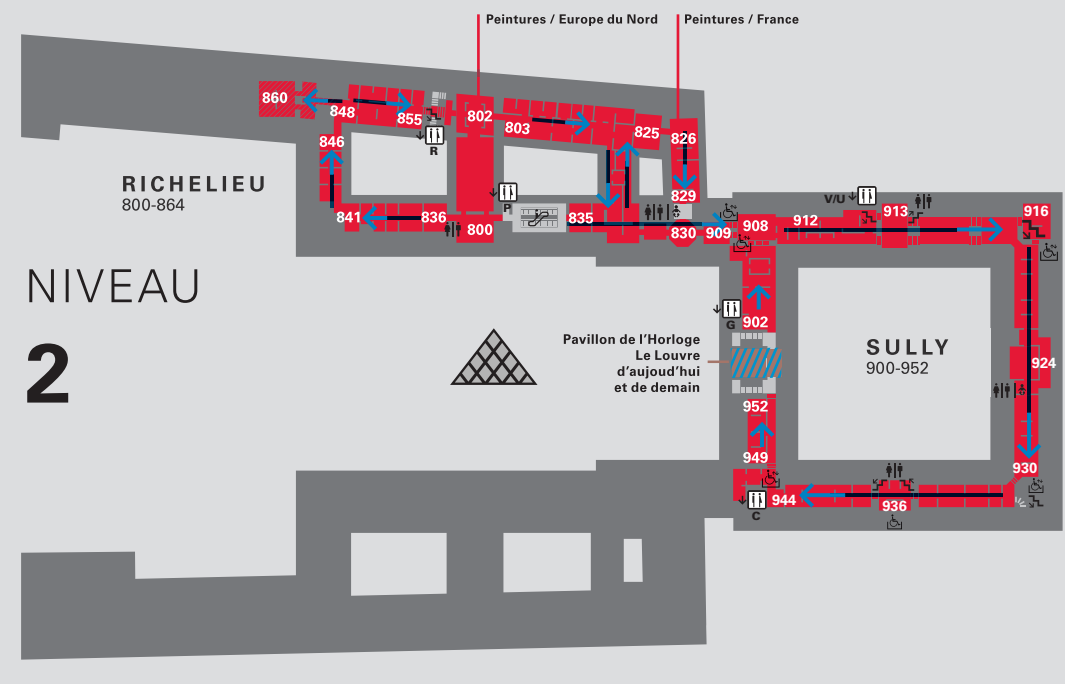 Peintures / Europe du Nord
Peintures / France
860
848
855
802
803
825
826
R
846
829
RICHELIEU
800-864
P
V/U
841
836
800
835
830
909
908
912
913
916
NIVEAU
2
G
902
Pavillon de l'Horloge
Le Louvre
d'aujoud'hui
et de demain
SULLY
900-952
924
952
949
930
C
944
936